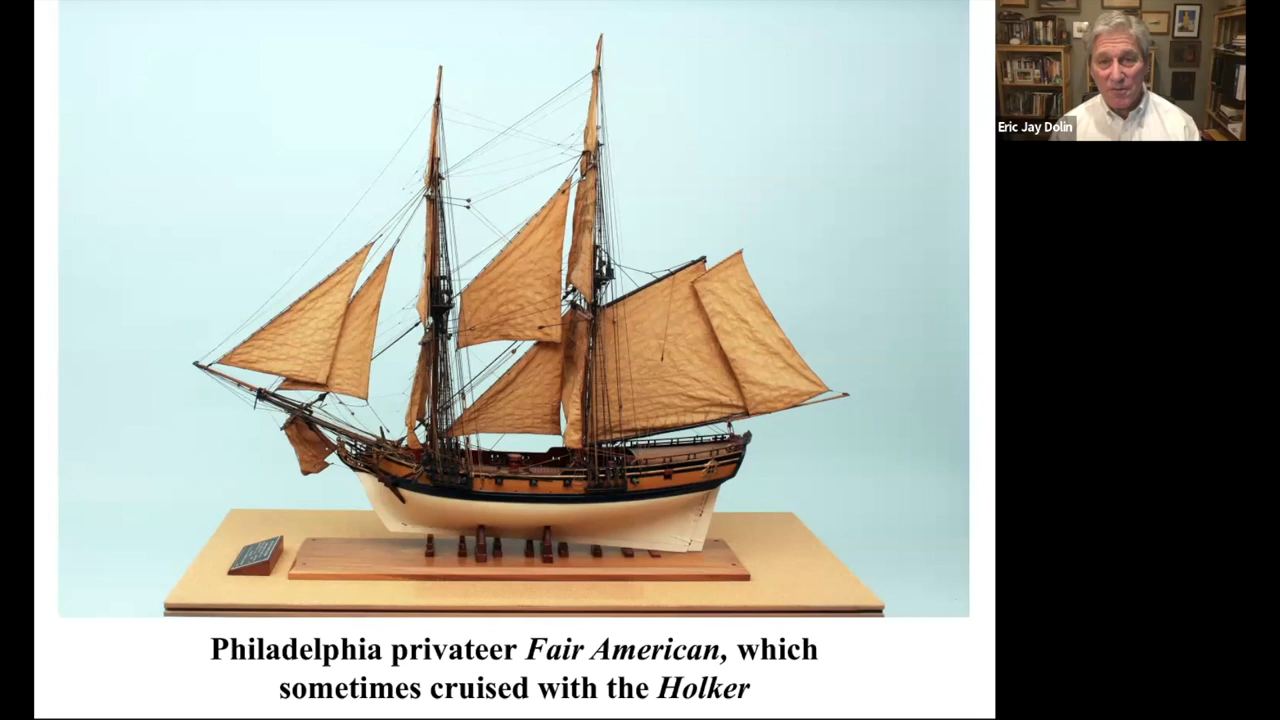 Eric Jay Dolin
Philadelphia privateer Fair American, which
sometimes cruised with the Holker